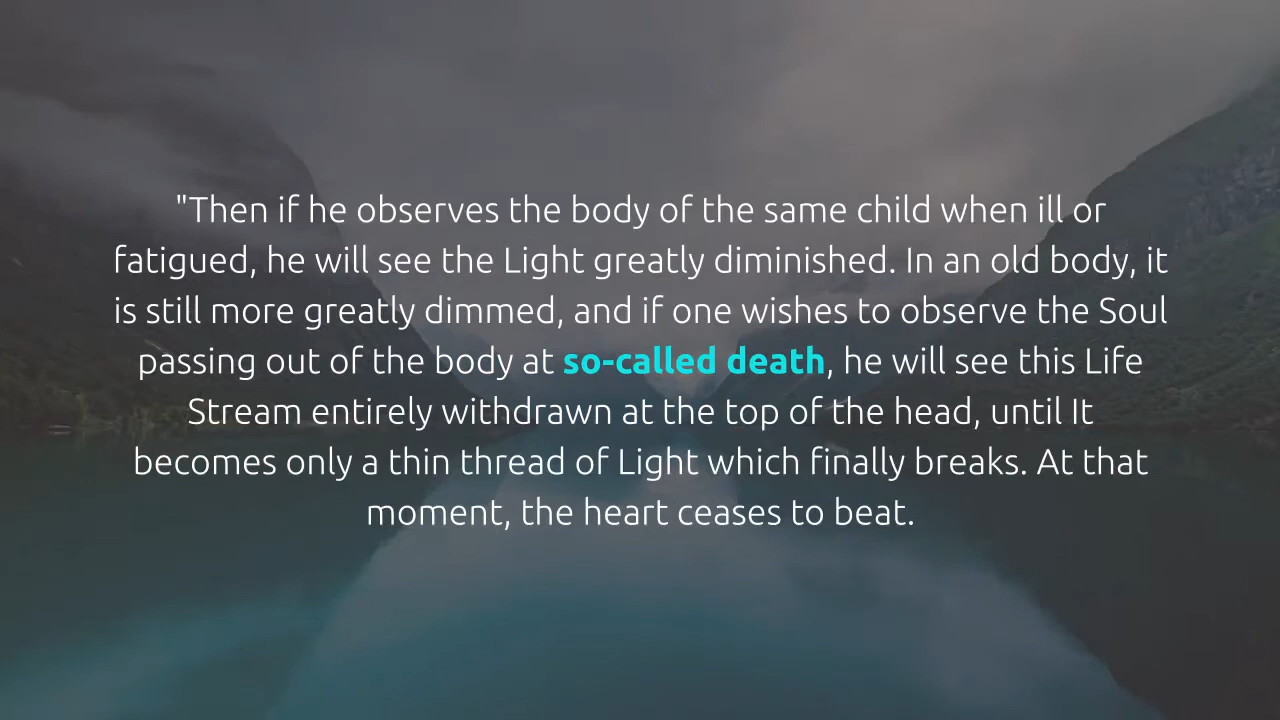 "Then if he observes the body of the same child when ill or
fatigued, he will see the Light greatly diminished. In an old body, it
is still more greatly dimmed, and if one wishes to observe the Soul
passing out of the body at so-called death, he will see this Life
Stream entirely withdrawn at the top of the head, until It
becomes only a thin thread of Light which finally breaks. At that
moment, the heart ceases to beat.